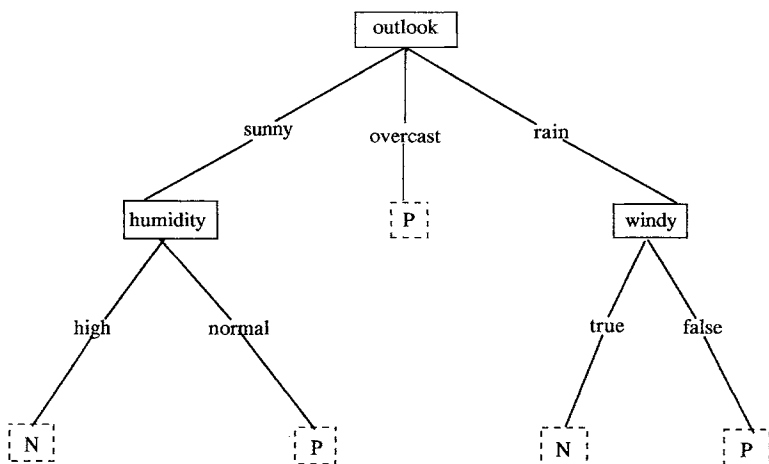 outlook
sunny
overcast
rain
humidity
P
windy
high
normal
true
false
N
P
N
P